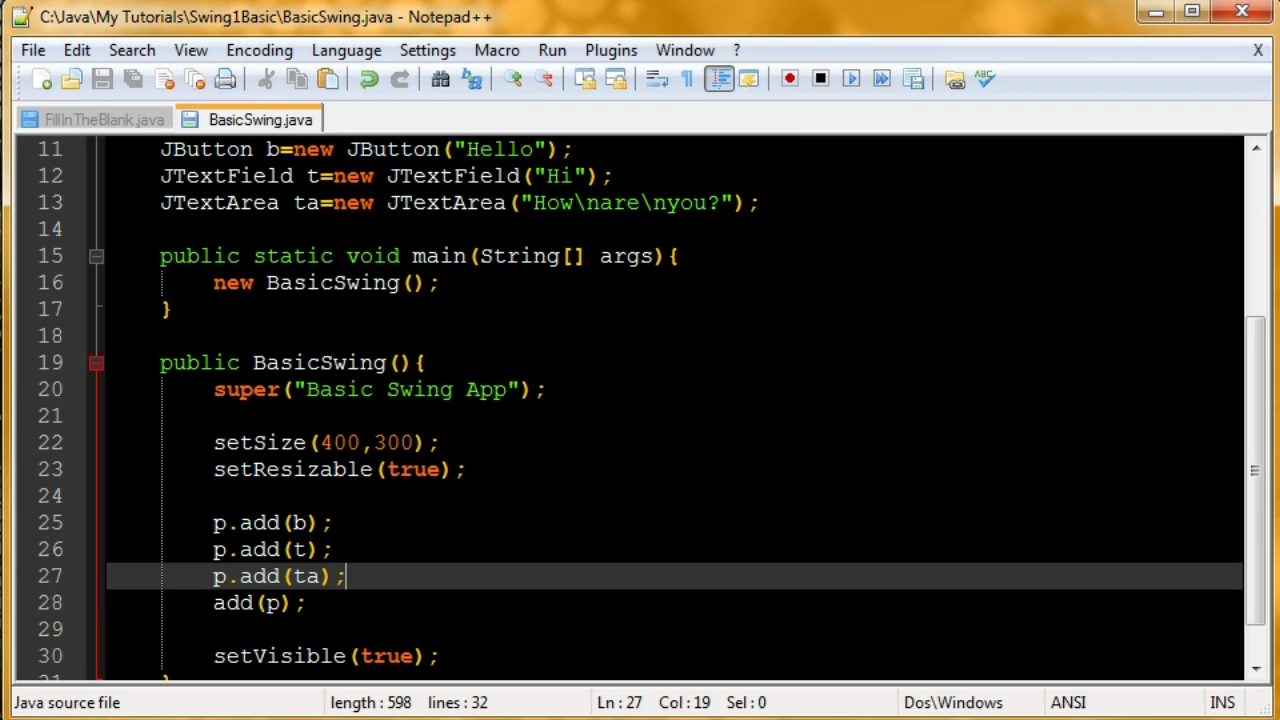 C:\Java\My Tutorials\Swing1Basic\BasicSwing.java - Notepad++
File Edit Search View Encoding Language Settings Macro Run Plugins Window ? X
FillInTheBlank.java BasicSwing.java
11 JButton b=new JButton("Hello");
12 JTextField t=new JTextField("Hi");
13 JTextArea ta=new JTextArea("How\nare\nyou?");
14
15 public static void main(String[] args){
16 new BasicSwing();
17 }
18
19 public BasicSwing(){
20 super("Basic Swing App");
21
22 setSize(400,300);
23 setResizable(true);
24
25 p.add(b);
26 p.add(t);
27 p.add(ta);
28 add(p);
29
30 setVisible(true);
31 }
Java source file length : 598 lines : 32 Ln : 27 Col : 19 Sel : 0 Dos\Windows ANSI INS